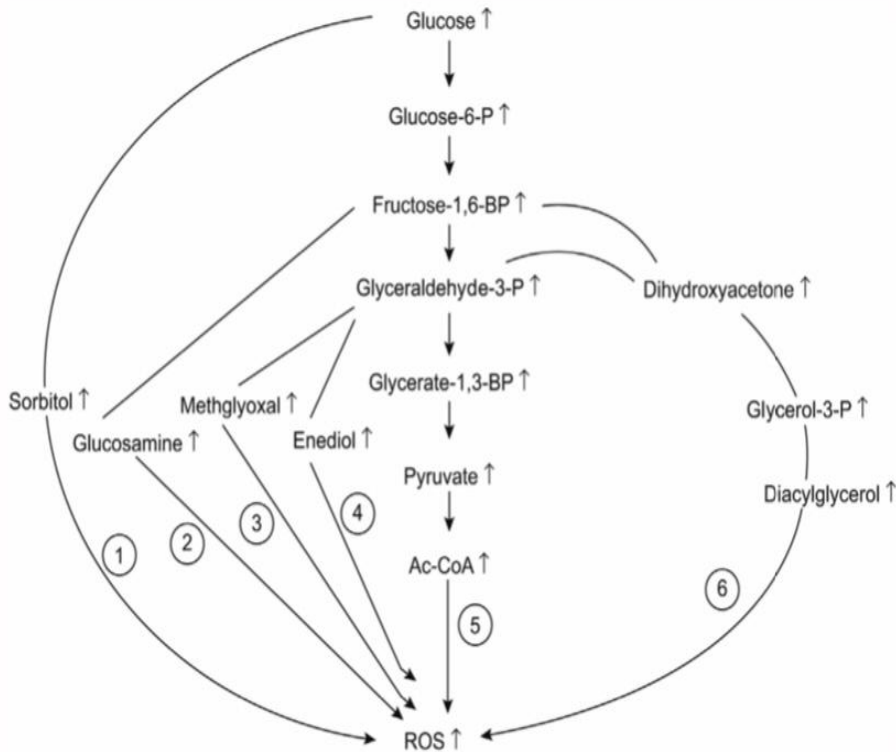 Glucose ↑
Glucose-6-P ↑
Fructose-1,6-BP ↑
Glyceraldehyde-3-P ↑
Dihydroxyacetone ↑
Glycerate-1,3-BP ↑
Sorbitol ↑
Methglyoxal ↑
Glycerol-3-P ↑
Glucosamine ↑
Enediol ↑
Pyruvate ↑
Diacylglycerol ↑
Ac-CoA ↑
1
2
3
4
5
6
ROS ↑